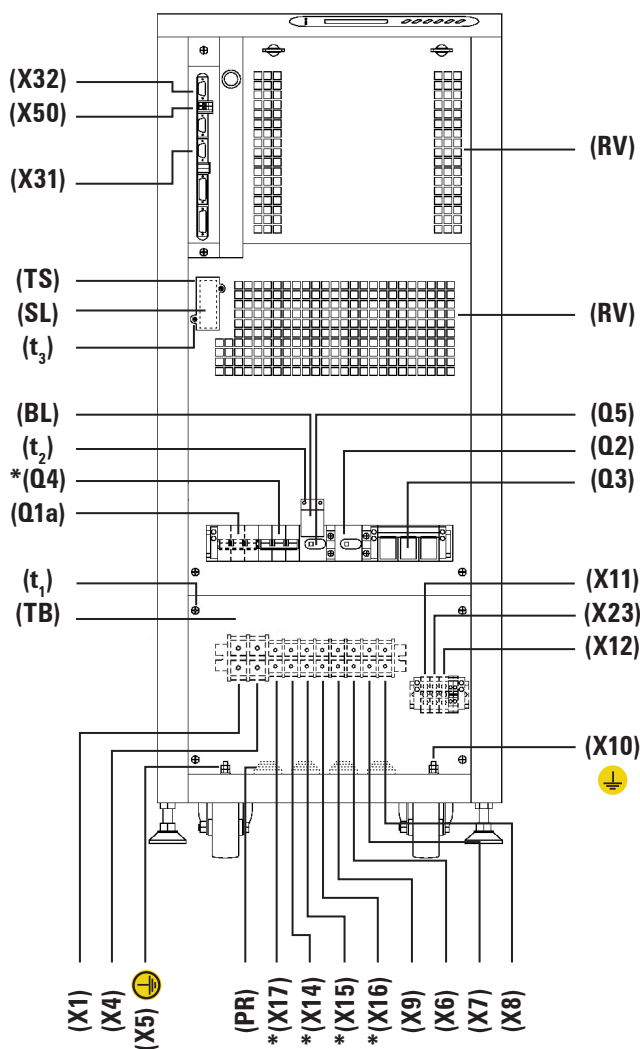 (X32)
(X50)
(X31)
(RV)
(TS)
(SL)
(t3)
(RV)
(BL)
(t2)
*(Q4)
(Q1a)
(Q5)
(Q2)
(Q3)
(t1)
(TB)
(X11)
(X23)
(X12)
(X10)
(X1)
(X4)
(X5)
(PR)
*(X17)
*(X14)
*(X15)
*(X16)
(X9)
(X6)
(X7)
(X8)